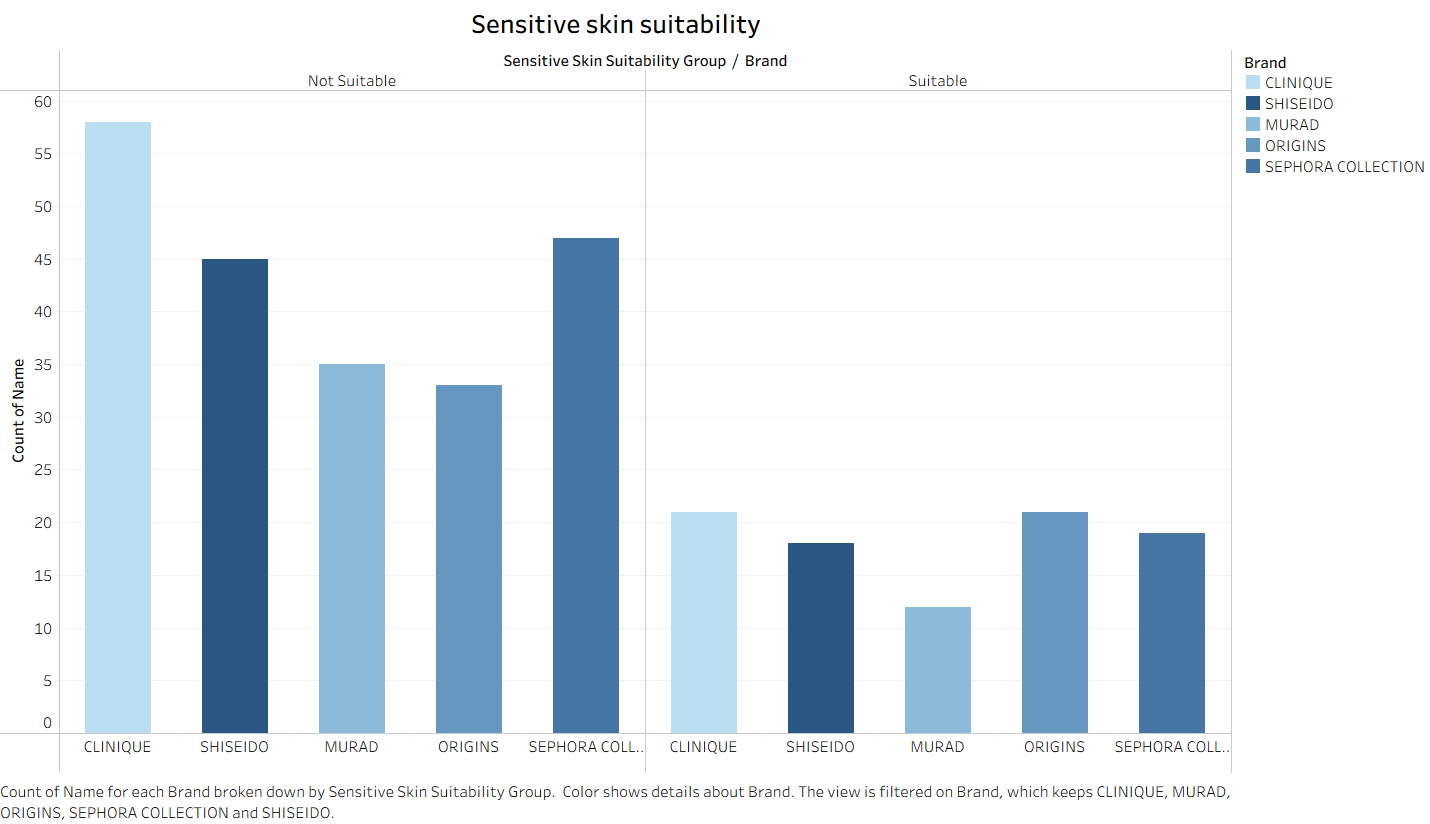 Sensitive skin suitability
Sensitive Skin Suitability Group / Brand
Not Suitable
Suitable
Count of Name
60
55
50
45
40
35
30
25
20
15
10
5
0
CLINIQUE
SHISEIDO
MURAD
ORIGINS
SEPHORA COLL..
CLINIQUE
SHISEIDO
MURAD
ORIGINS
SEPHORA COLL..
Brand
CLINIQUE
SHISEIDO
MURAD
ORIGINS
SEPHORA COLLECTION
Count of Name for each Brand broken down by Sensitive Skin Suitability Group.  Color shows details about Brand. The view is filtered on Brand, which keeps CLINIQUE, MURAD,
ORIGINS, SEPHORA COLLECTION and SHISEIDO.